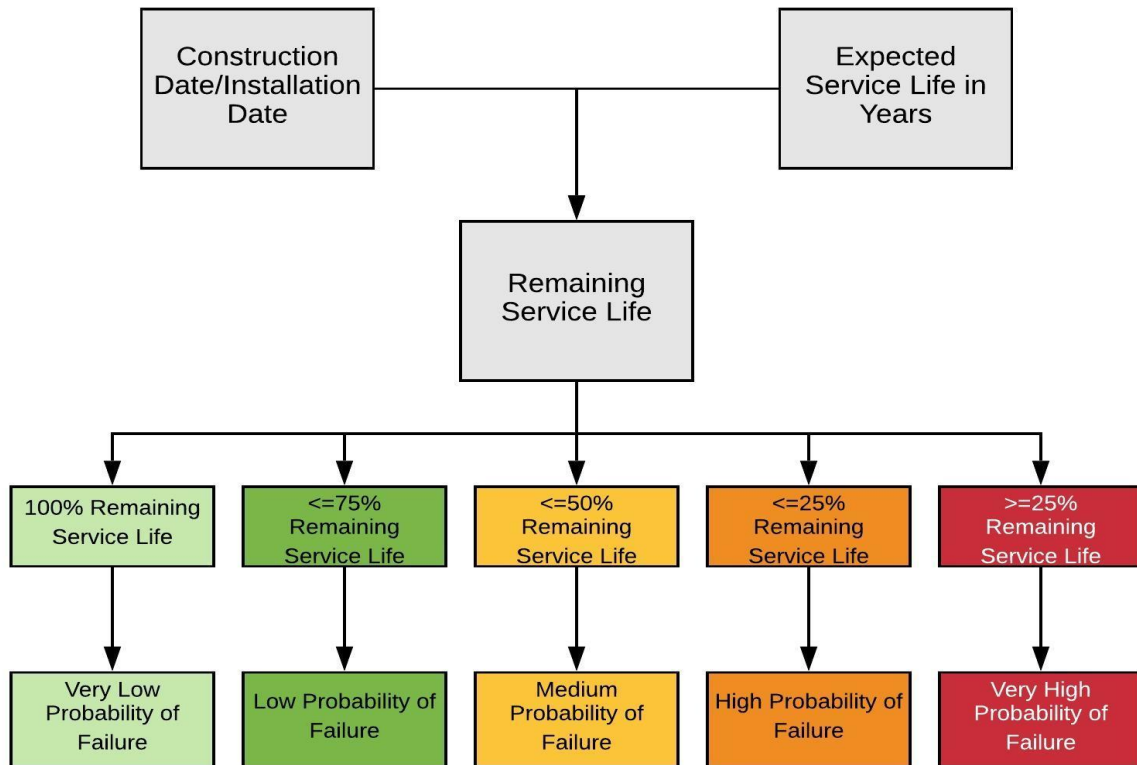 Construction
Date/Installation
Date
Expected
Service Life in
Years
Remaining
Service Life
100% Remaining
Service Life
<=75%
Remaining
Service Life
<=50%
Remaining
Service Life
<=25%
Remaining
Service Life
>=25%
Remaining
Service Life
Very Low
Probability of
Failure
Low Probability of
Failure
Medium
Probability of
Failure
High Probability of
Failure
Very High
Probability of
Failure